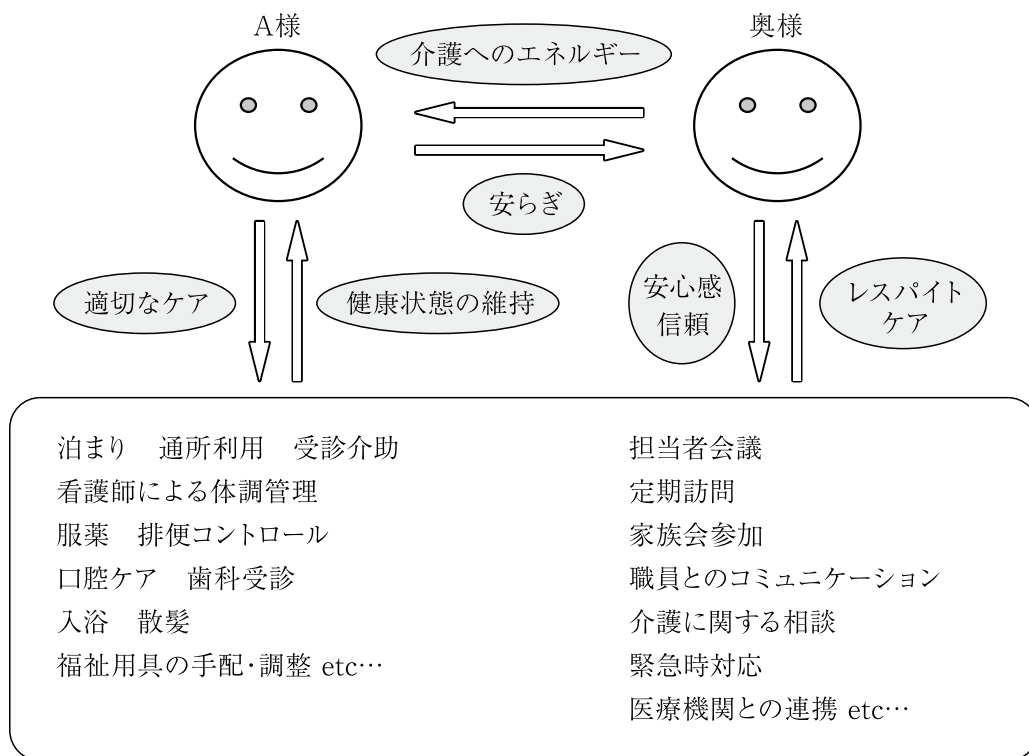 A様
奥様
介護へのエネルギー
安らぎ
適切なケア
健康状態の維持
安心感
信頼
レスパイト
ケア
泊まり　通所利用　受診介助
看護師による体調管理
服薬　排便コントロール
口腔ケア　歯科受診
入浴　散髪
福祉用具の手配・調整 etc…
担当者会議
定期訪問
家族会参加
職員とのコミュニケーション
介護に関する相談
緊急時対応
医療機関との連携 etc…